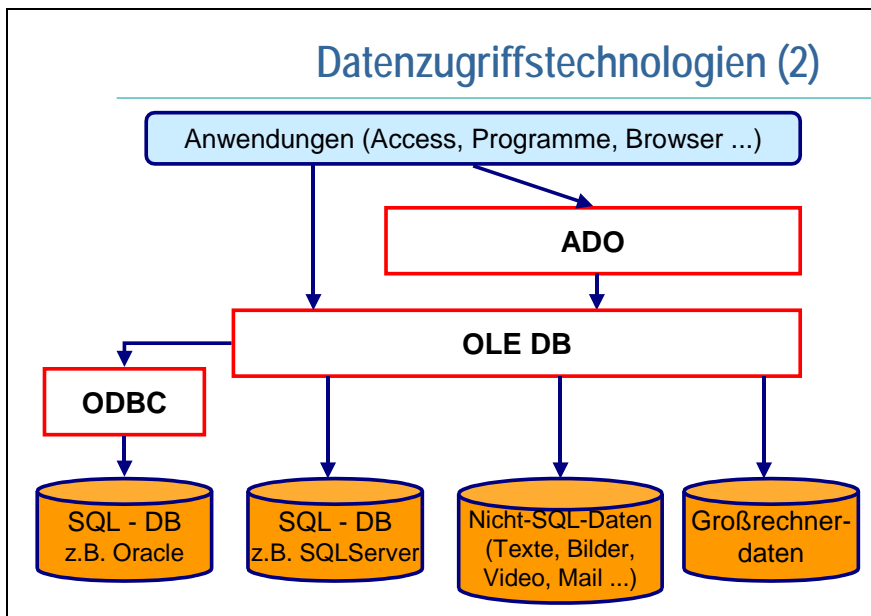 Datenzugriffstechnologien (2)
Anwendungen (Access, Programme, Browser ...)
ADO
OLE DB
ODBC
SQL - DB
z.B. Oracle
SQL - DB
z.B. SQLServer
Nicht-SQL-Daten
(Texte, Bilder,
Video, Mail ...)
Großrechner-
daten